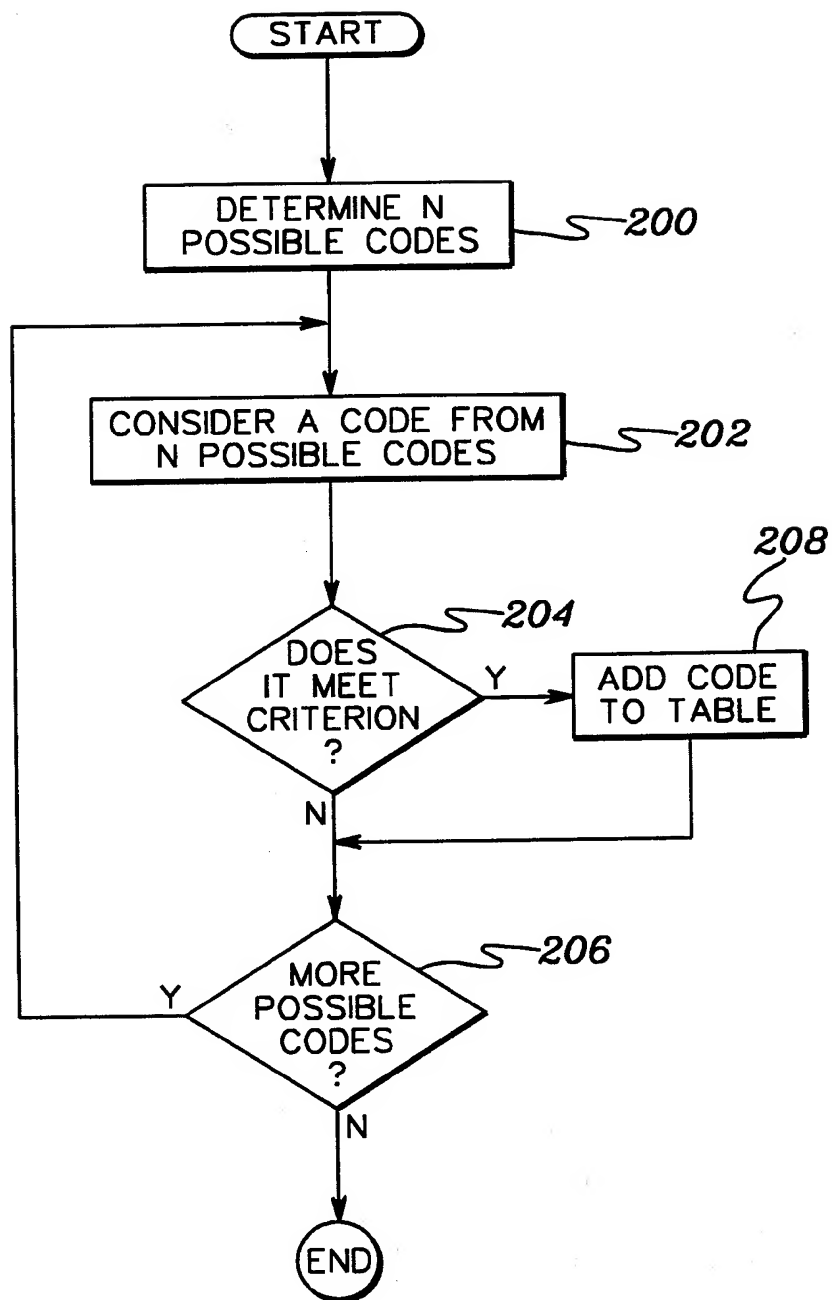 START
DETERMINE N
POSSIBLE CODES
200
CONSIDER A CODE FROM
N POSSIBLE CODES
202
208
204
DOES
IT MEET
CRITERION
?
Y
ADD CODE
TO TABLE
N
206
MORE
POSSIBLE
CODES
?
Y
N
END